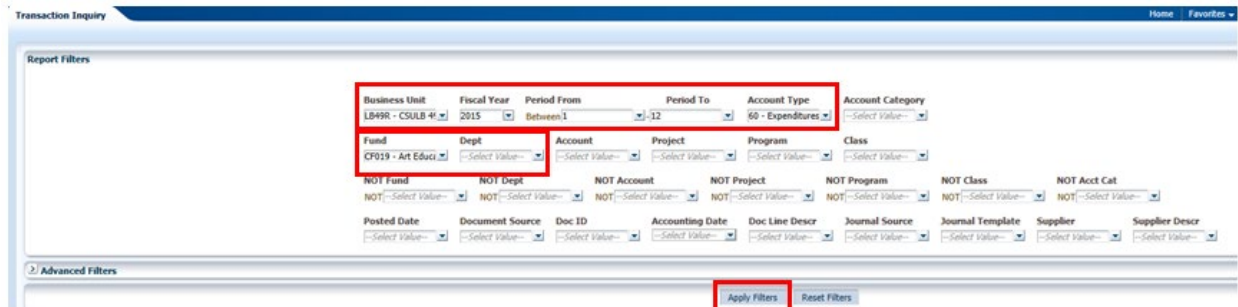 Transaction Inquiry
Home Favorites
Report Filters
Business Unit Fiscal Year Period From Period To Account Type Account Category
LB49R - CSULB 49 2015 Between 1 -12 60 - Expenditures --Select Value--
Fund Dept Account Project Program Class
CF019 - Art Educa --Select Value-- --Select Value-- --Select Value-- --Select Value-- --Select Value--
NOT Fund NOT Dept NOT Account NOT Project NOT Program NOT Class NOT Acct Cat
NOT --Select Value-- NOT --Select Value-- NOT --Select Value-- NOT --Select Value-- NOT --Select Value-- NOT --Select Value-- NOT --Select Value--
Posted Date Document Source Doc ID Accounting Date Doc Line Descr Journal Source Journal Template Supplier Supplier Descr
--Select Value-- --Select Value-- --Select Value-- --Select Value-- --Select Value-- --Select Value-- --Select Value-- --Select Value-- --Select Value--
Advanced Filters
Apply Filters Reset Filters